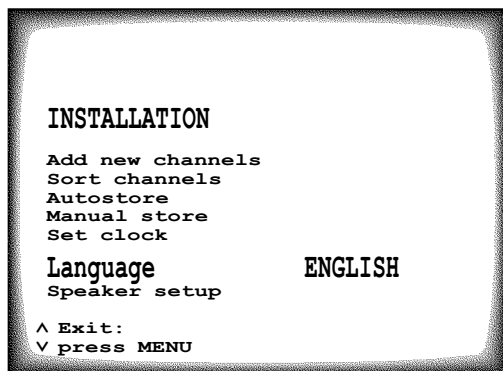 INSTALLATION
Add new channels
Sort channels
Autostore
Manual store
Set clock
Language ENGLISH
Speaker setup
^ Exit:
v press MENU